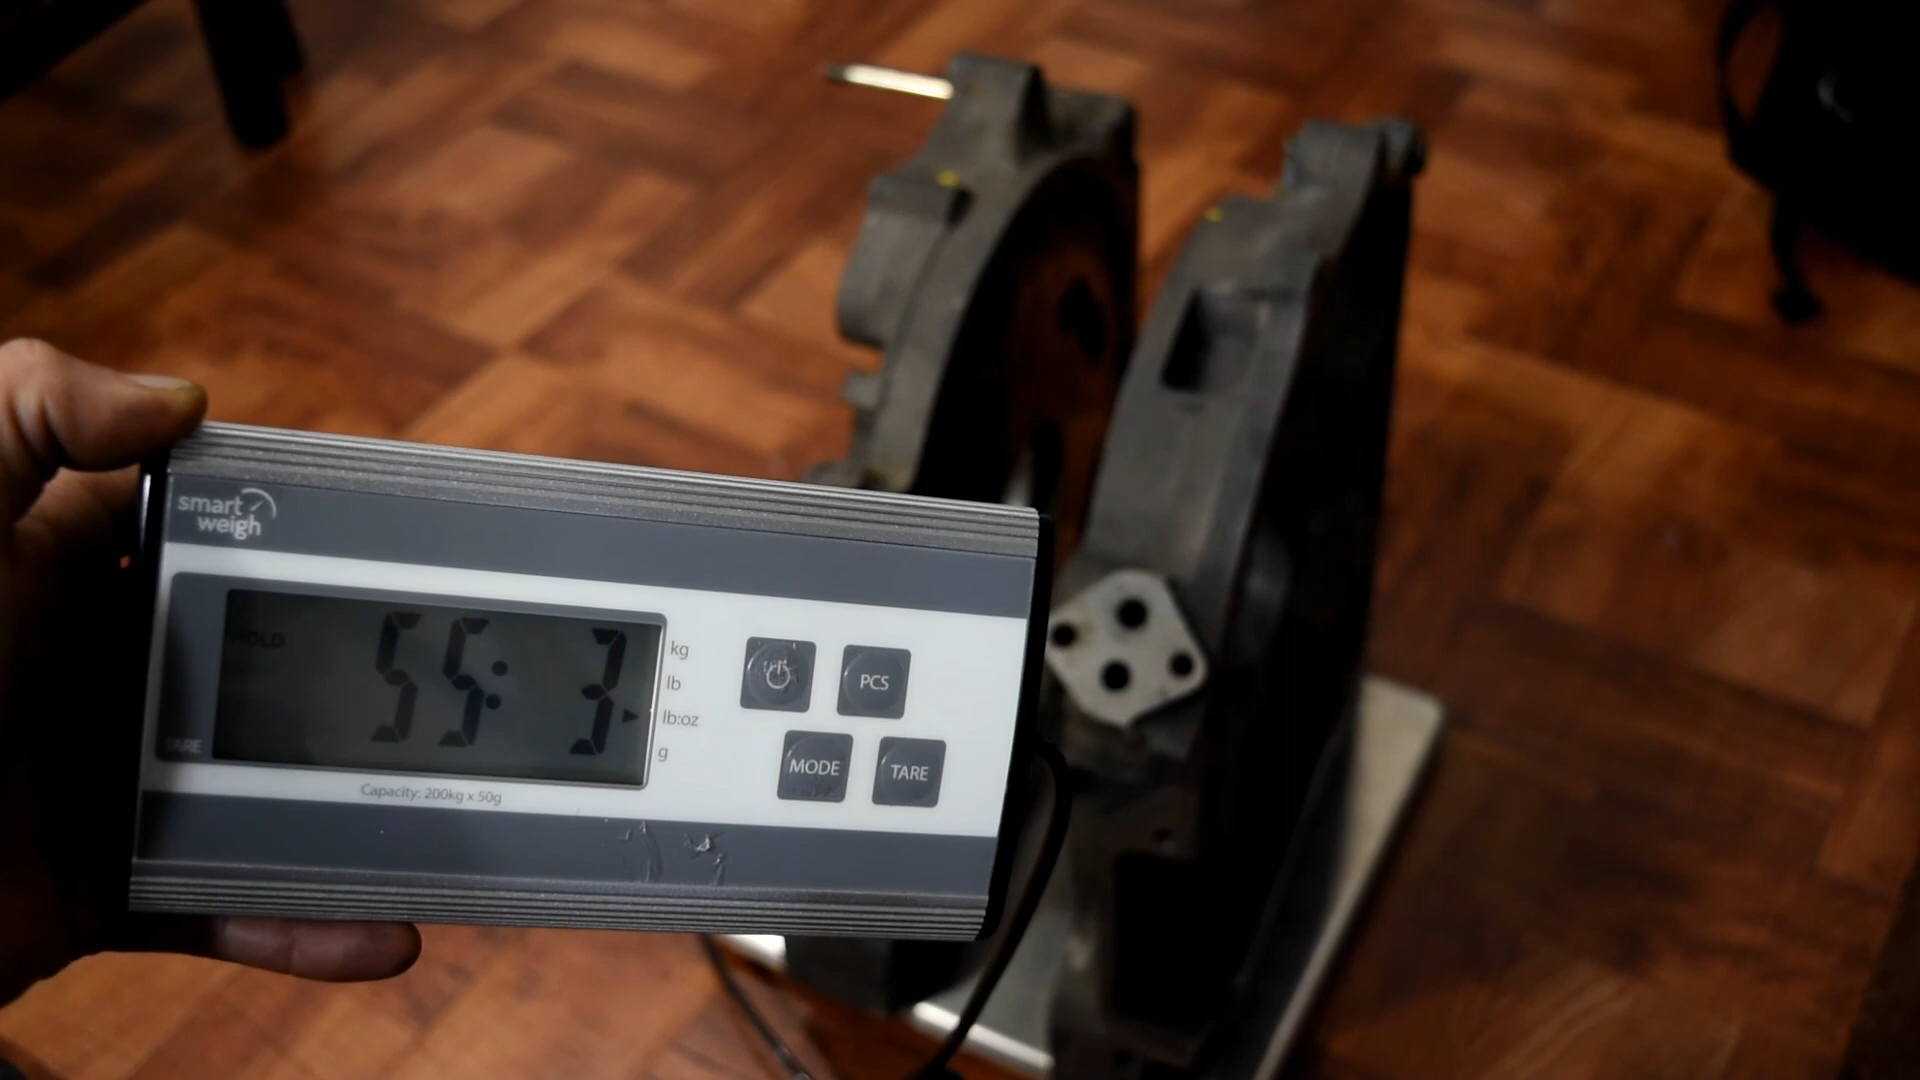 smart
weigh
HOLD
55: 3
TARE
kg
lb
lb:oz
g
PCS
MODE
TARE
Capacity: 200kg x 50g